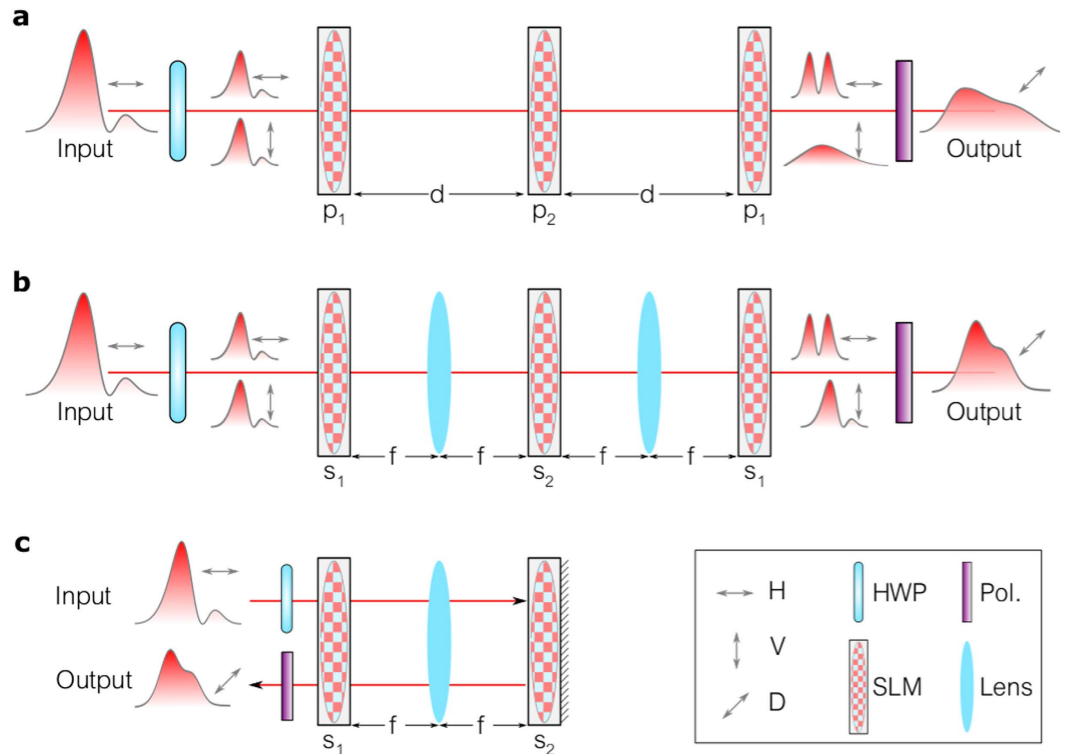 a
Input
d
d
p1
p2
p1
Output
b
Input
f
f
f
f
s1
s2
s1
Output
c
Input
Output
f
f
s1
s2
H
HWP
Pol.
V
D
SLM
Lens